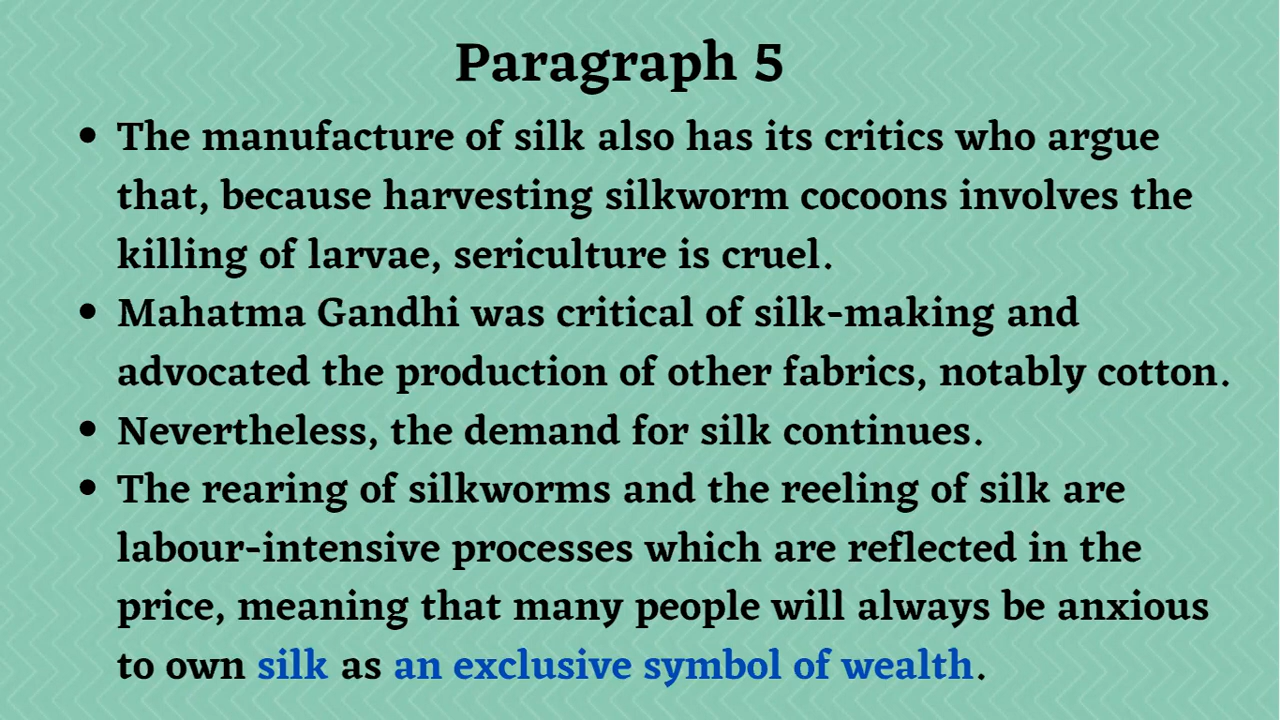 Paragraph 5
• The manufacture of silk also has its critics who argue
that, because harvesting silkworm cocoons involves the
killing of larvae, sericulture is cruel.
• Mahatma Gandhi was critical of silk-making and
advocated the production of other fabrics, notably cotton.
• Nevertheless, the demand for silk continues.
• The rearing of silkworms and the reeling of silk are
labour-intensive processes which are reflected in the
price, meaning that many people will always be anxious
to own silk as an exclusive symbol of wealth.